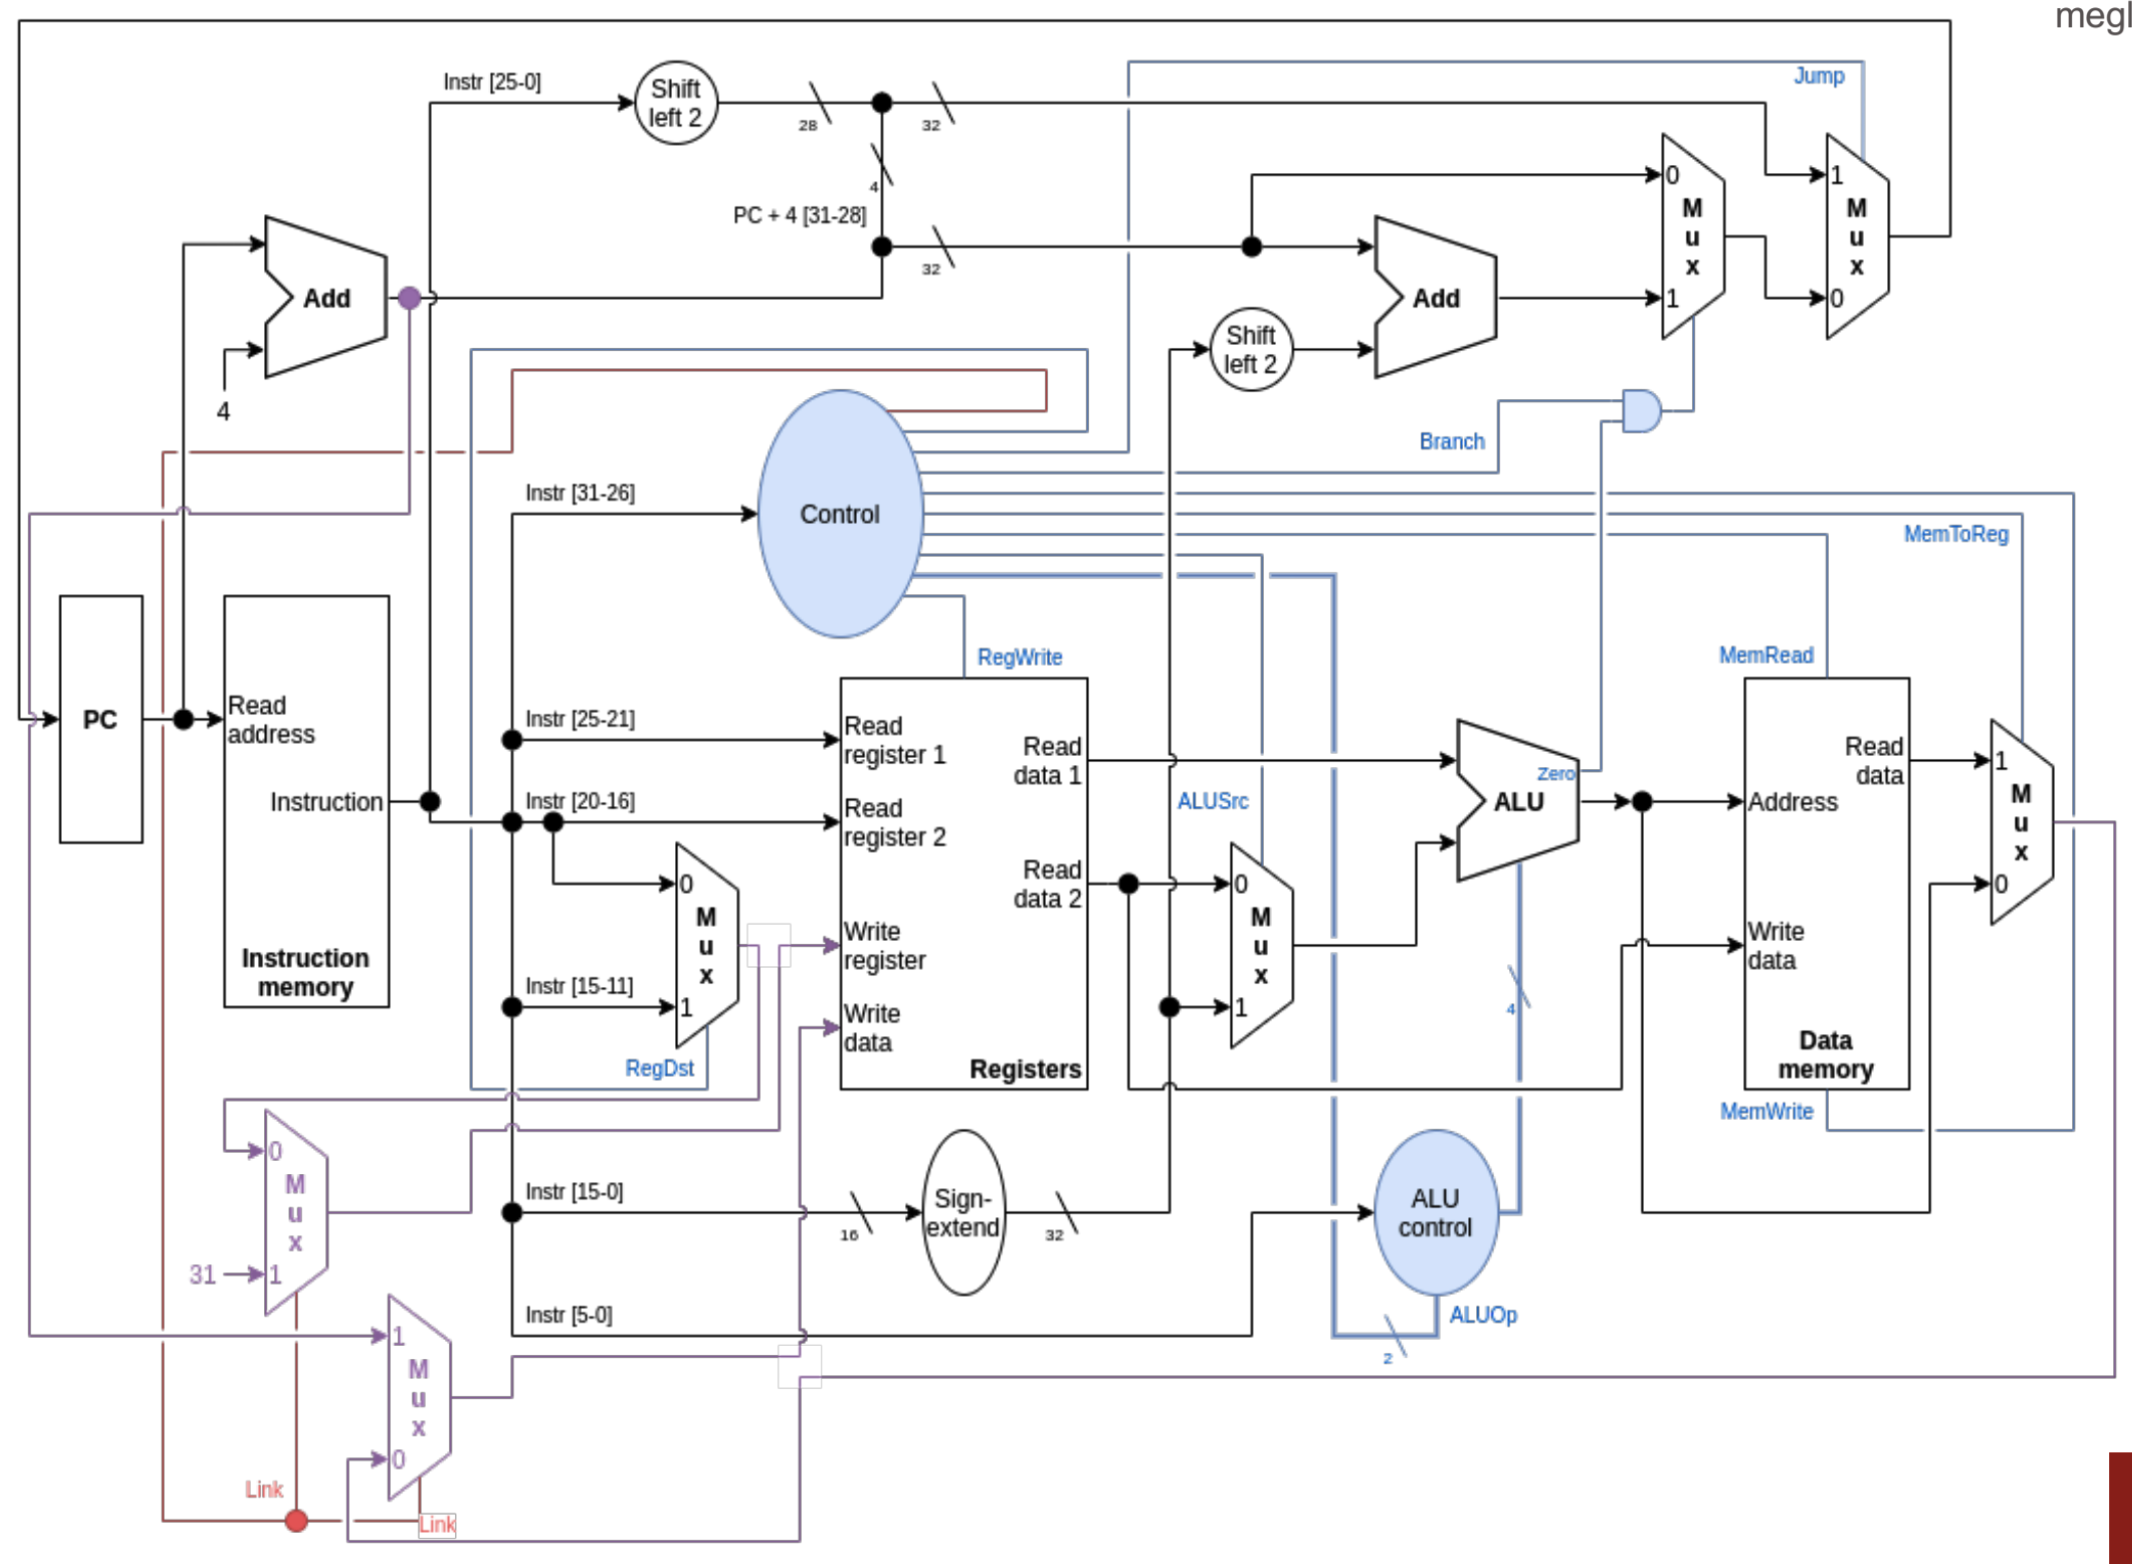 megl
Jump
Instr [25-0]
Shift
left 2
28
32
4
PC + 4 [31-28]
32
0
M
u
x
1
1
M
u
x
0
Add
4
Add
Shift
left 2
Branch
Instr [31-26]
Control
MemToReg
RegWrite
MemRead
PC
Read
address
Instruction
Instruction
memory
Instr [25-21]
Instr [20-16]
Instr [15-11]
0
M
u
x
1
RegDst
Read
register 1
Read
register 2
Write
register
Write
data
Read
data 1
Read
data 2
Registers
ALUSrc
0
M
u
x
1
Zero
ALU
4
Address
Write
data
Read
data
Data
memory
MemWrite
1
M
u
x
0
0
M
u
x
31
1
Instr [15-0]
16
Sign-
extend
32
ALU
control
Instr [5-0]
ALUOp
2
1
M
u
x
0
Link
Link